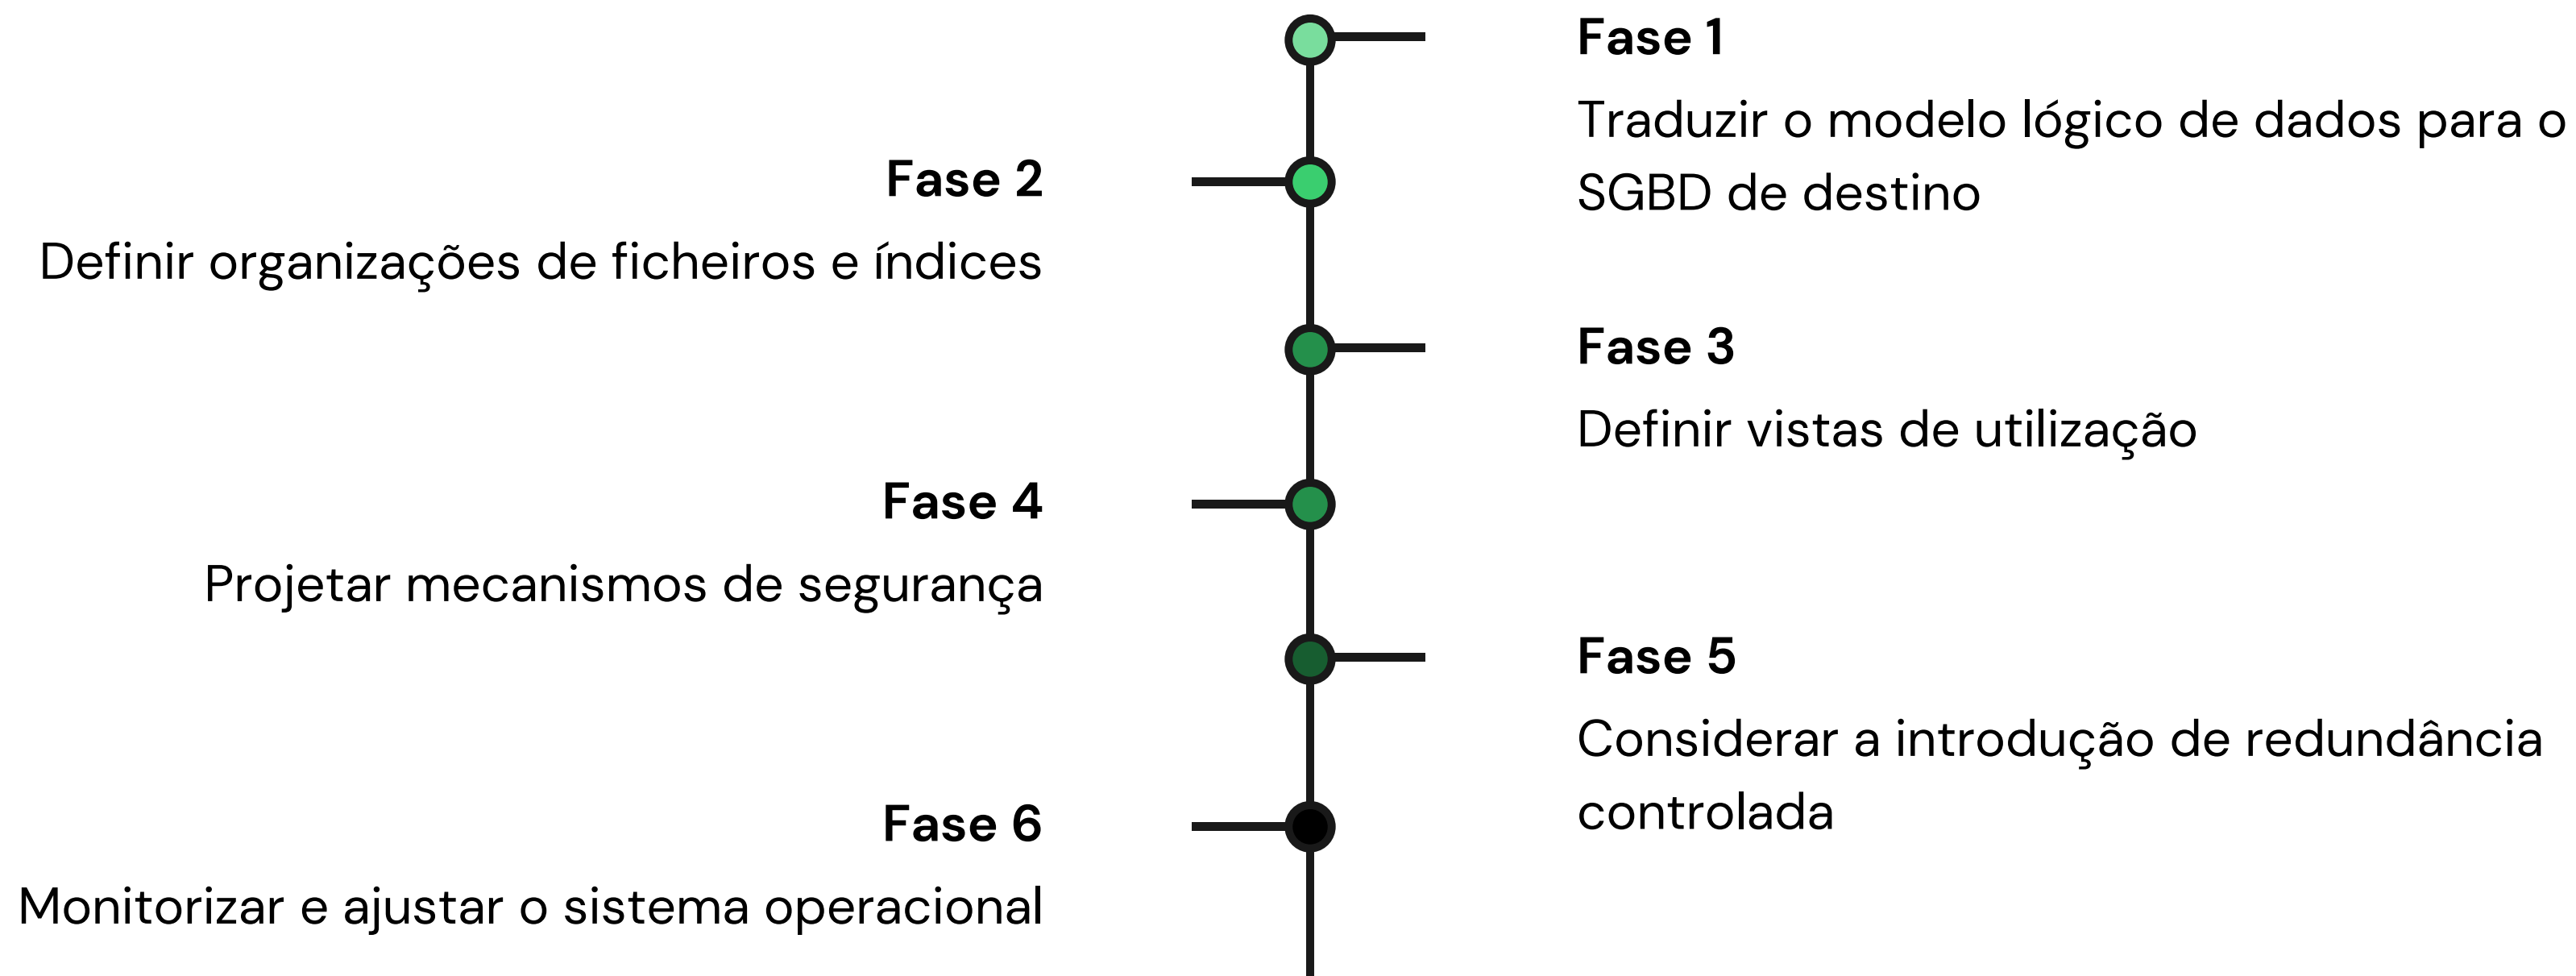 Fase 1
Traduzir o modelo lógico de dados para o
SGBD de destino
Fase 2
Definir organizações de ficheiros e índices
Fase 3
Definir vistas de utilização
Fase 4
Projetar mecanismos de segurança
Fase 5
Considerar a introdução de redundância
controlada
Fase 6
Monitorizar e ajustar o sistema operacional